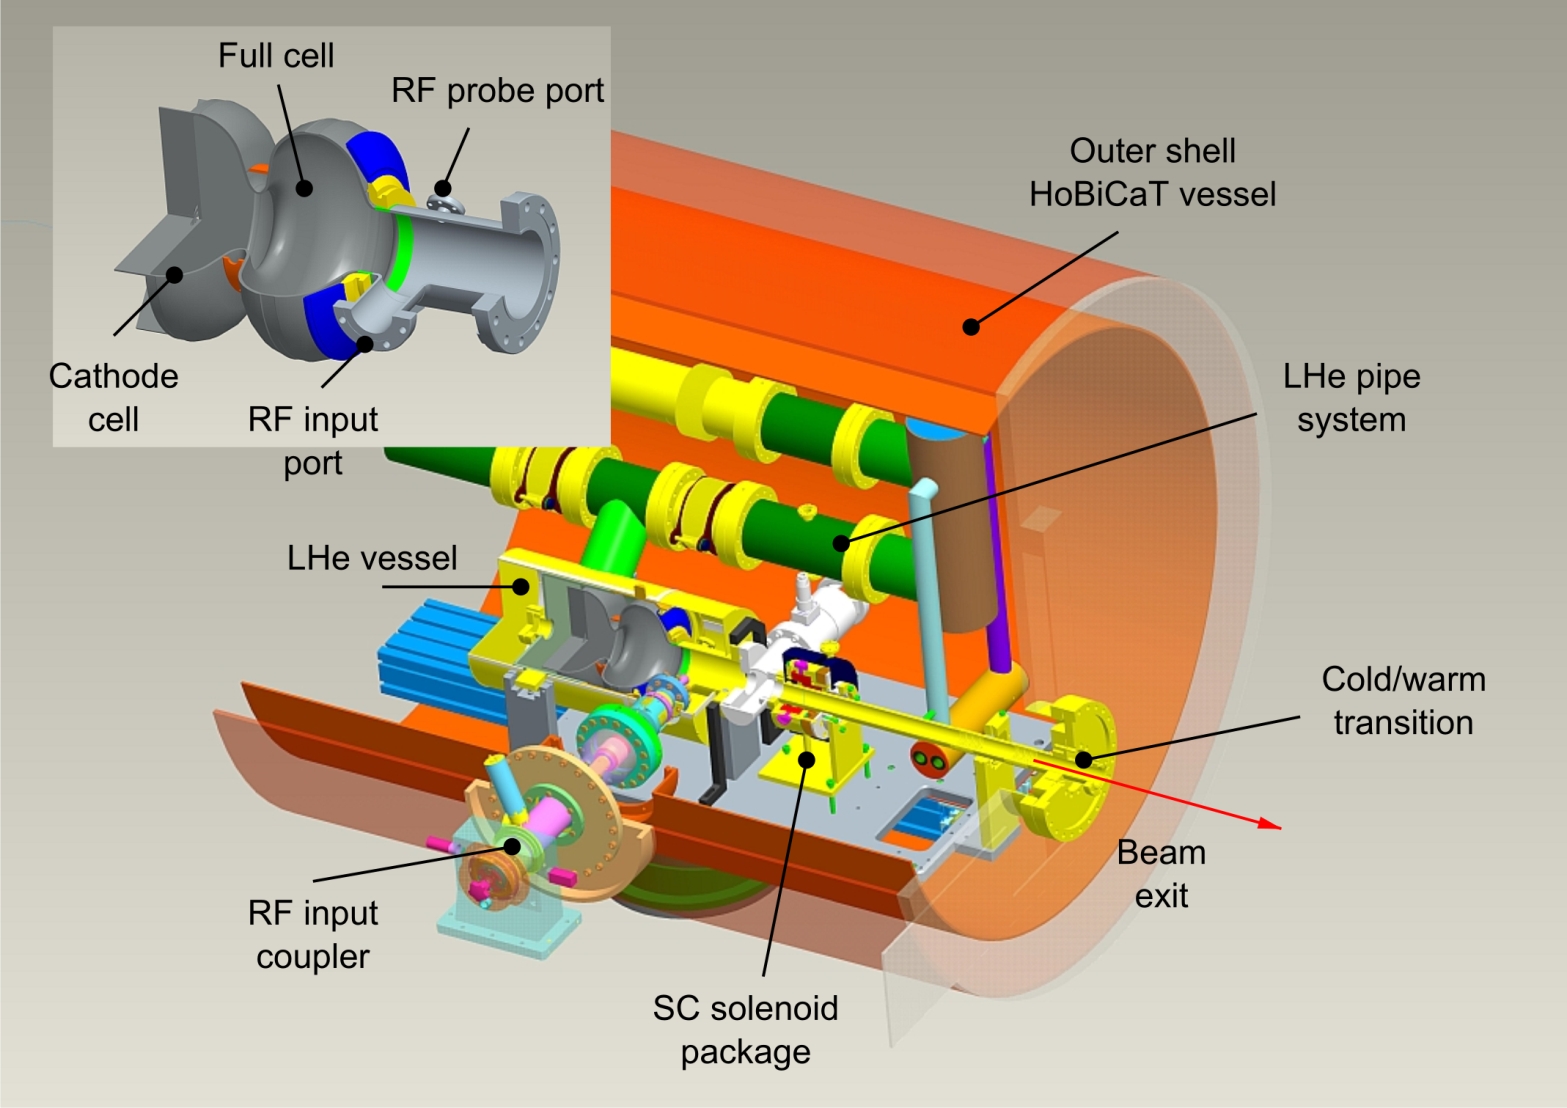 Full cell
RF probe port
Cathode
cell
RF input
port
Outer shell
HoBiCaT vessel
LHe pipe
system
LHe vessel
Cold/warm
transition
Beam
exit
RF input
coupler
SC solenoid
package